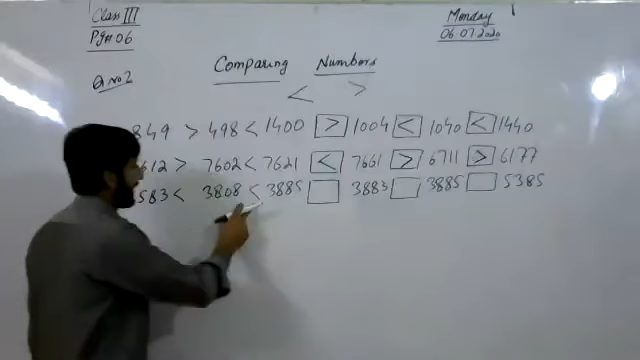 Class III
Pg# 06
Monday
06 07 2020
Q no 2
Comparing Numbers
< >
849 > 498 < 1400 > 1004 < 1040 < 1440
612 > 7602 < 7621 < 7661 > 6711 > 6177
583 < 3808 < 3885 3883 3885 5385